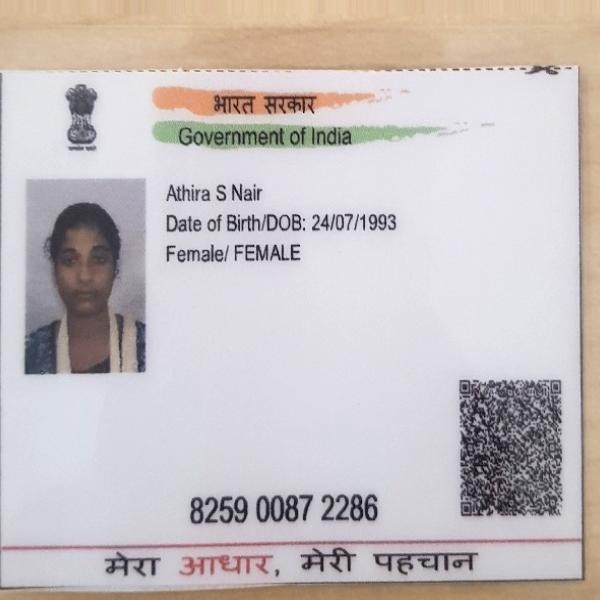 भारत सरकार
Government of India
Athira S Nair
Date of Birth/DOB: 24/07/1993
Female/ FEMALE
8259 0087 2286
मेरा आधार, मेरी पहचान